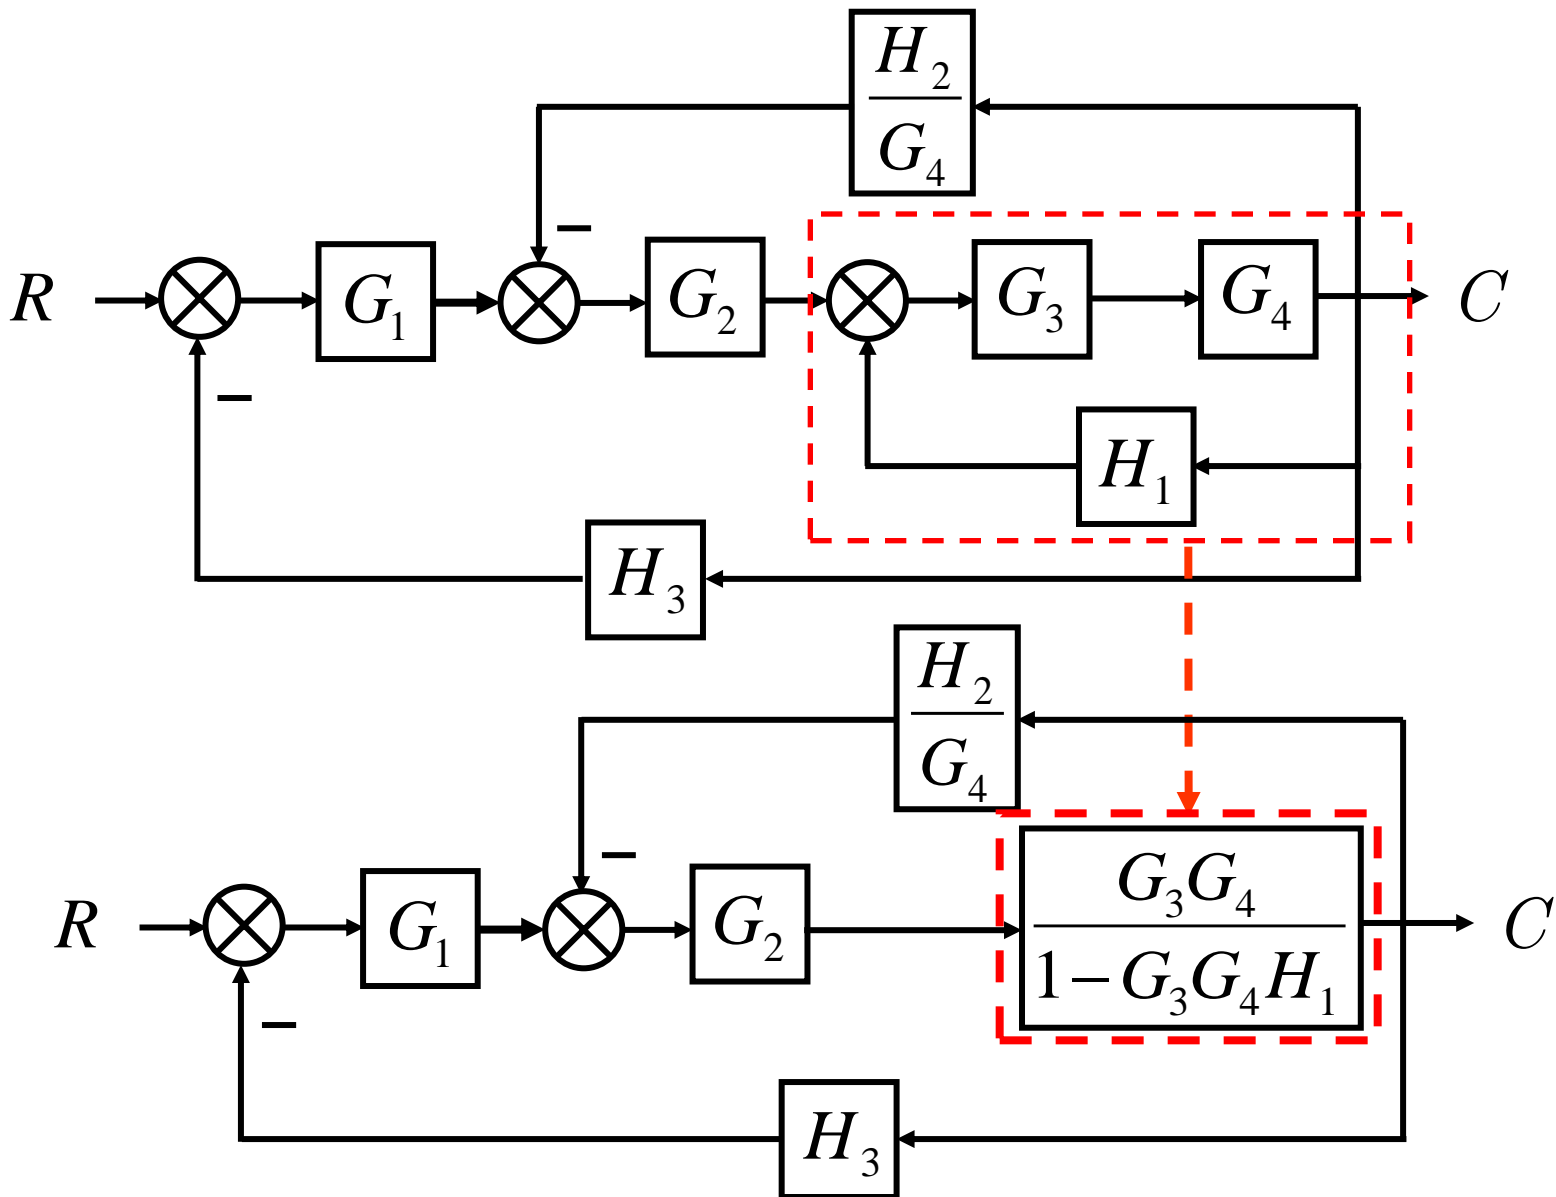 H₂
G₄
−
R G₁ G₂ G₃ G₄ C
−
H₁
H₃
H₂
G₄
−
R G₁ G₂ G₃G₄ C
1−G₃G₄H₁
−
H₃